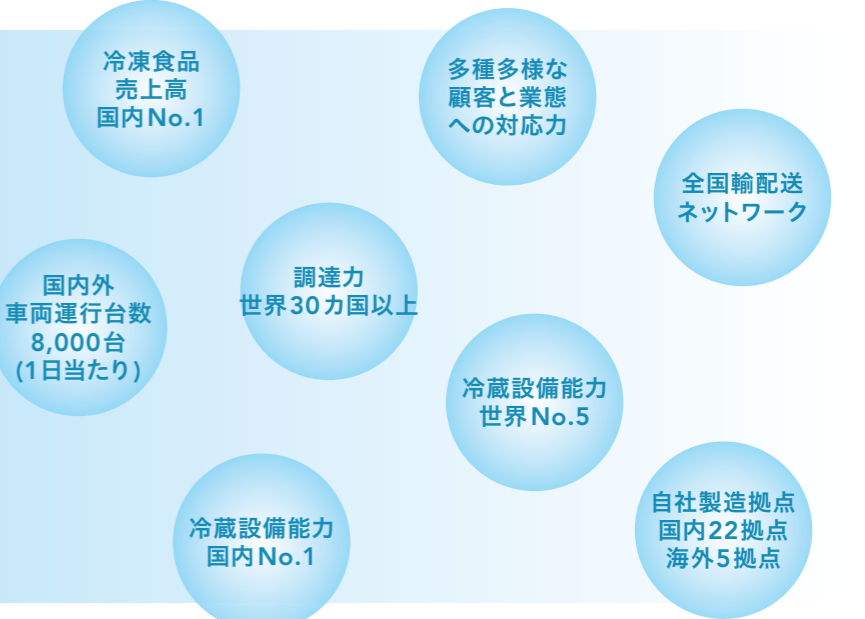 冷凍食品
売上高
国内No.1
多種多様な
顧客と業態
への対応力
全国輸配送
ネットワーク
国内外
車両運行台数
8,000台
(1日当たり)
調達力
世界30カ国以上
冷蔵設備能力
世界No.5
冷蔵設備能力
国内No.1
自社製造拠点
国内22拠点
海外5拠点